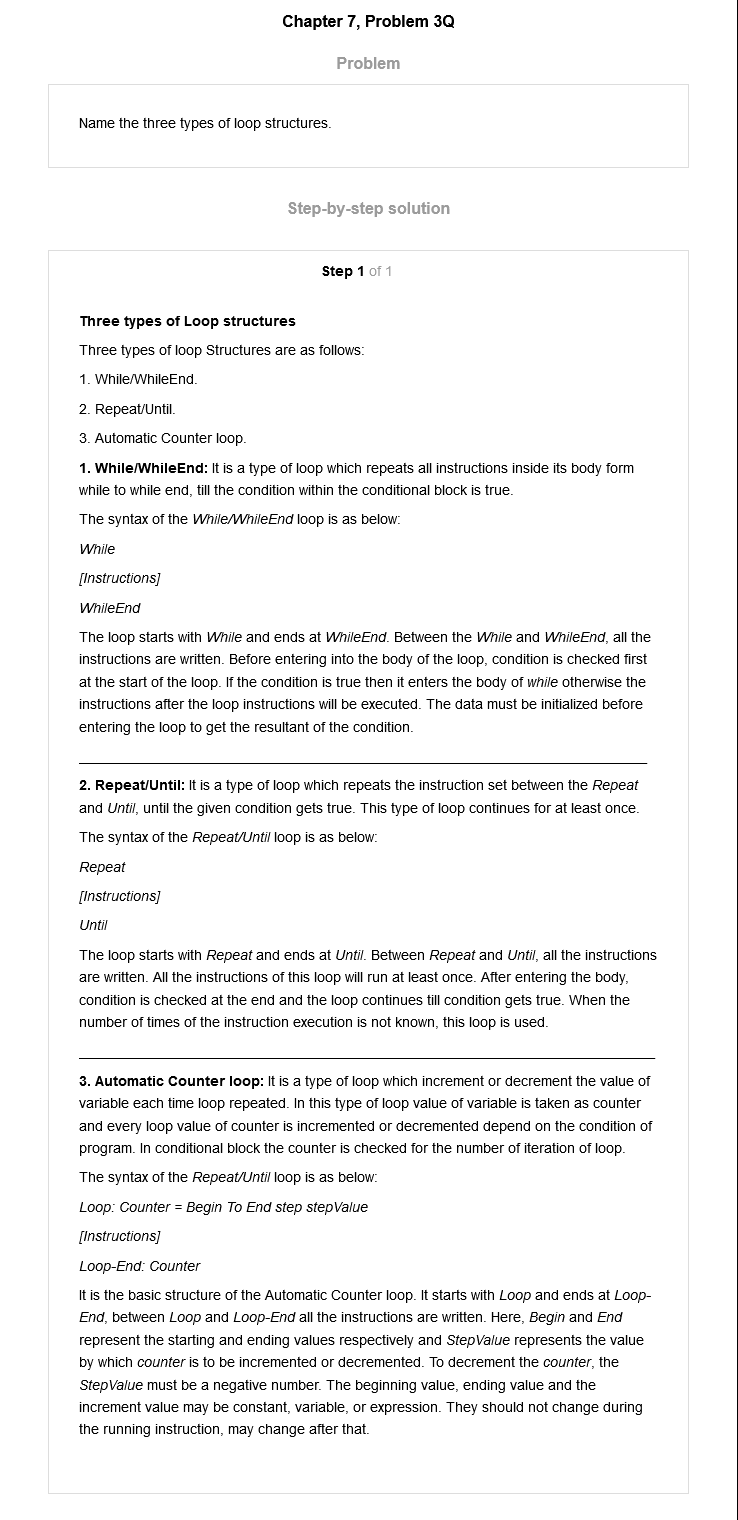 Chapter 7, Problem 3Q
Problem
Name the three types of loop structures.
Step-by-step solution
Step 1 of 1
Three types of Loop structures
Three types of loop Structures are as follows:
1. While/WhileEnd.
2. Repeat/Until.
3. Automatic Counter loop.
1. While/WhileEnd: It is a type of loop which repeats all instructions inside its body form
while to while end, till the condition within the conditional block is true.
The syntax of the While/WhileEnd loop is as below:
While
[Instructions]
WhileEnd
The loop starts with While and ends at WhileEnd. Between the While and WhileEnd, all the
instructions are written. Before entering into the body of the loop, condition is checked first
at the start of the loop. If the condition is true then it enters the body of while otherwise the
instructions after the loop instructions will be executed. The data must be initialized before
entering the loop to get the resultant of the condition.
2. Repeat/Until: It is a type of loop which repeats the instruction set between the Repeat
and Until, until the given condition gets true. This type of loop continues for at least once.
The syntax of the Repeat/Until loop is as below:
Repeat
[Instructions]
Until
The loop starts with Repeat and ends at Until. Between Repeat and Until, all the instructions
are written. All the instructions of this loop will run at least once. After entering the body,
condition is checked at the end and the loop continues till condition gets true. When the
number of times of the instruction execution is not known, this loop is used.
3. Automatic Counter loop: It is a type of loop which increment or decrement the value of
variable each time loop repeated. In this type of loop value of variable is taken as counter
and every loop value of counter is incremented or decremented depend on the condition of
program. In conditional block the counter is checked for the number of iteration of loop.
The syntax of the Repeat/Until loop is as below:
Loop: Counter = Begin To End step stepValue
[Instructions]
Loop-End: Counter
It is the basic structure of the Automatic Counter loop. It starts with Loop and ends at Loop-
End, between Loop and Loop-End all the instructions are written. Here, Begin and End
represent the starting and ending values respectively and StepValue represents the value
by which counter is to be incremented or decremented. To decrement the counter, the
StepValue must be a negative number. The beginning value, ending value and the
increment value may be constant, variable, or expression. They should not change during
the running instruction, may change after that.